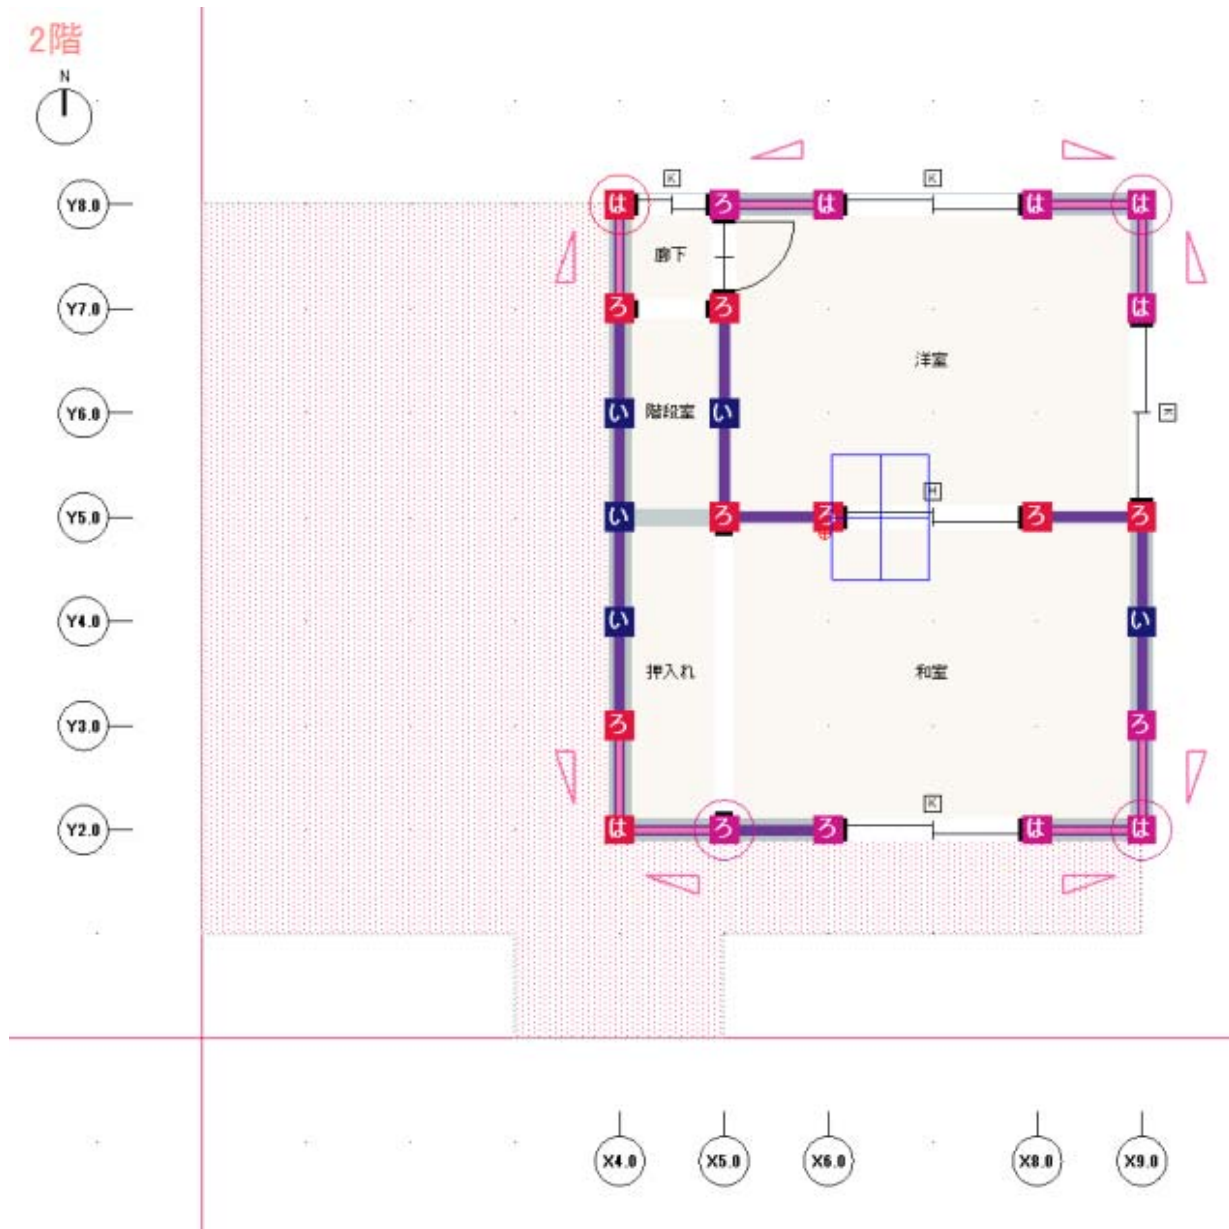 2階
N
K
K
Y8.0
は
ろ
は
は
は
廊下
Y7.0
ろ
ろ
は
洋室
Y6.0
い
階段室
い
K
H
Y5.0
い
ろ
ろ
ろ
ろ
Y4.0
い
い
押入れ
和室
Y3.0
ろ
ろ
K
Y2.0
は
ろ
ろ
は
は
X4.0
X5.0
X6.0
X8.0
X9.0